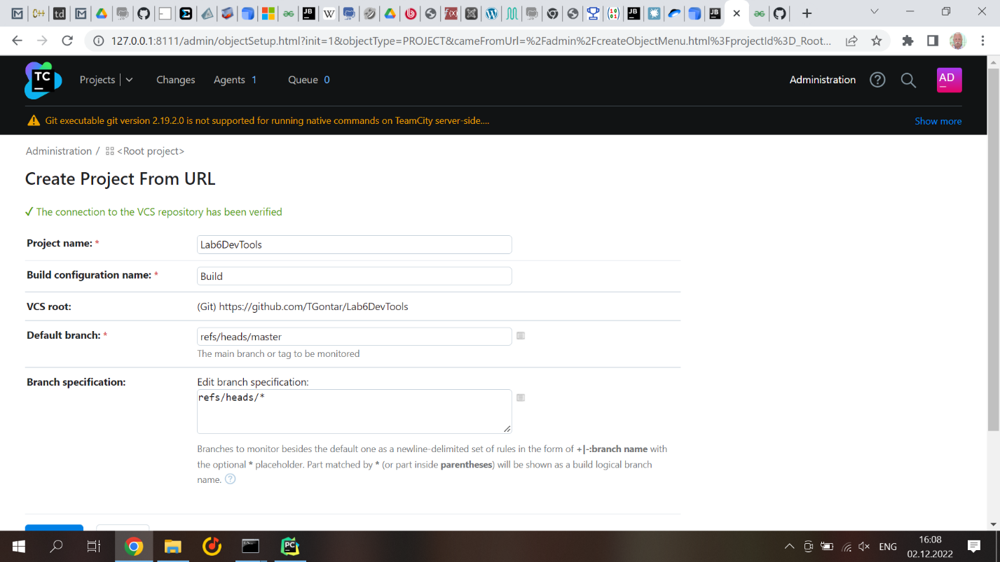 127.0.0.1:8111/admin/objectSetup.html?init=1&objectType=PROJECT&cameFromUrl=%2Fadmin%2FcreateObjectMenu.html%3FprojectId%3D_Root...
TC
Projects
Changes
Agents 1
Queue 0
Administration
AD
Git executable git version 2.19.2.0 is not supported for running native commands on TeamCity server-side....
Show more
Administration / <Root project>
Create Project From URL
The connection to the VCS repository has been verified
Project name: *
Lab6DevTools
Build configuration name: *
Build
VCS root:
(Git) https://github.com/TGontar/Lab6DevTools
Default branch: *
refs/heads/master
The main branch or tag to be monitored
Branch specification:
Edit branch specification:
refs/heads/*
Branches to monitor besides the default one as a newline-delimited set of rules in the form of +|-:branch name with
the optional * placeholder. Part matched by * (or part inside parentheses) will be shown as a build logical branch
name.
PC
ENG
16:08
02.12.2022